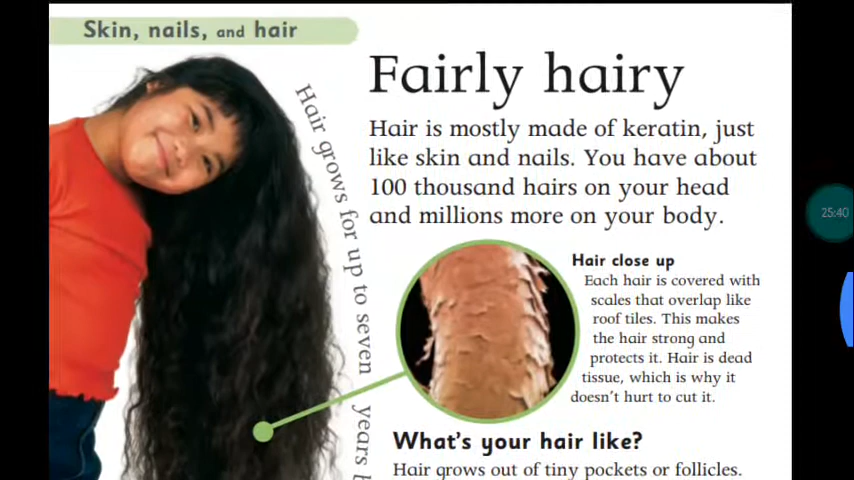 Skin, nails, and hair
Fairly hairy
Hair is mostly made of keratin, just
like skin and nails. You have about
100 thousand hairs on your head
and millions more on your body.
Hair grows for up to seven years
Hair close up
Each hair is covered with
scales that overlap like
roof tiles. This makes
the hair strong and
protects it. Hair is dead
tissue, which is why it
doesn't hurt to cut it.
What's your hair like?
Hair grows out of tiny pockets or follicles.
25:40